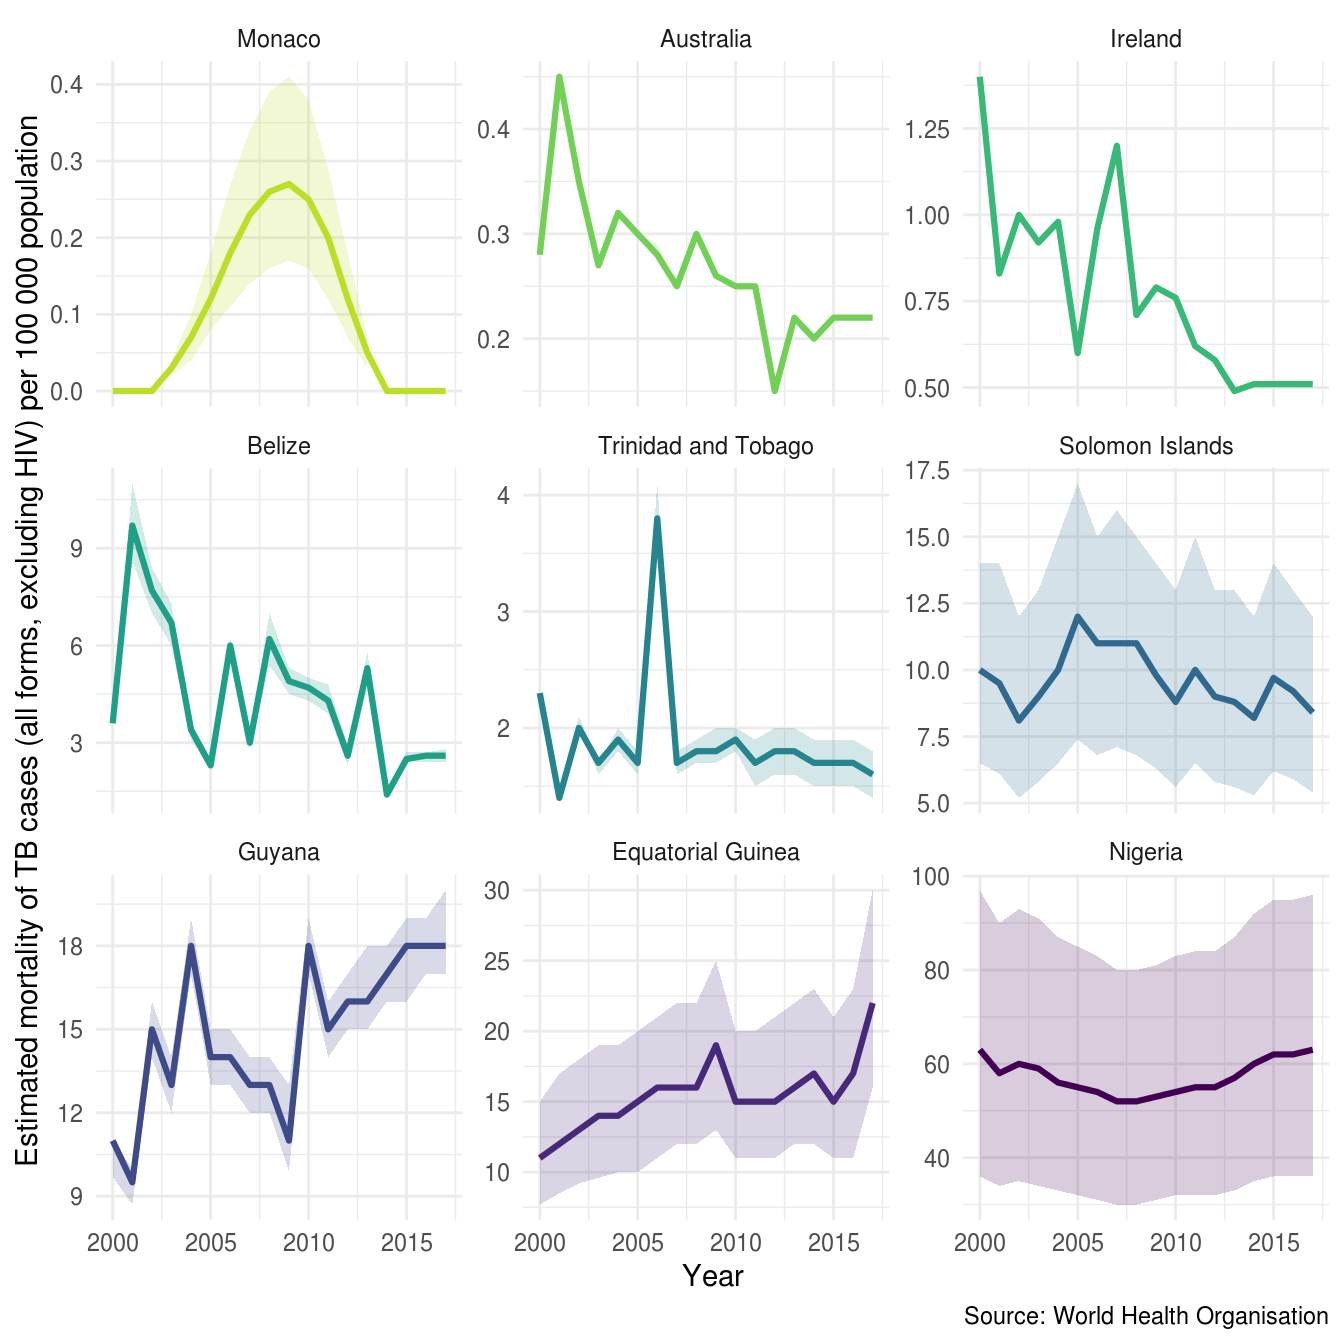 Monaco
Australia
Ireland
0.4
0.3
0.2
0.1
0.0
0.4
0.3
0.2
1.25
1.00
0.75
0.50
Belize
Trinidad and Tobago
Solomon Islands
9
6
3
4
3
2
17.5
15.0
12.5
10.0
7.5
5.0
Guyana
Equatorial Guinea
Nigeria
18
15
12
9
30
25
20
15
10
100
80
60
40
2000 2005 2010 2015
2000 2005 2010 2015
2000 2005 2010 2015
Estimated mortality of TB cases (all forms, excluding HIV) per 100 000 population
Year
Source: World Health Organisation